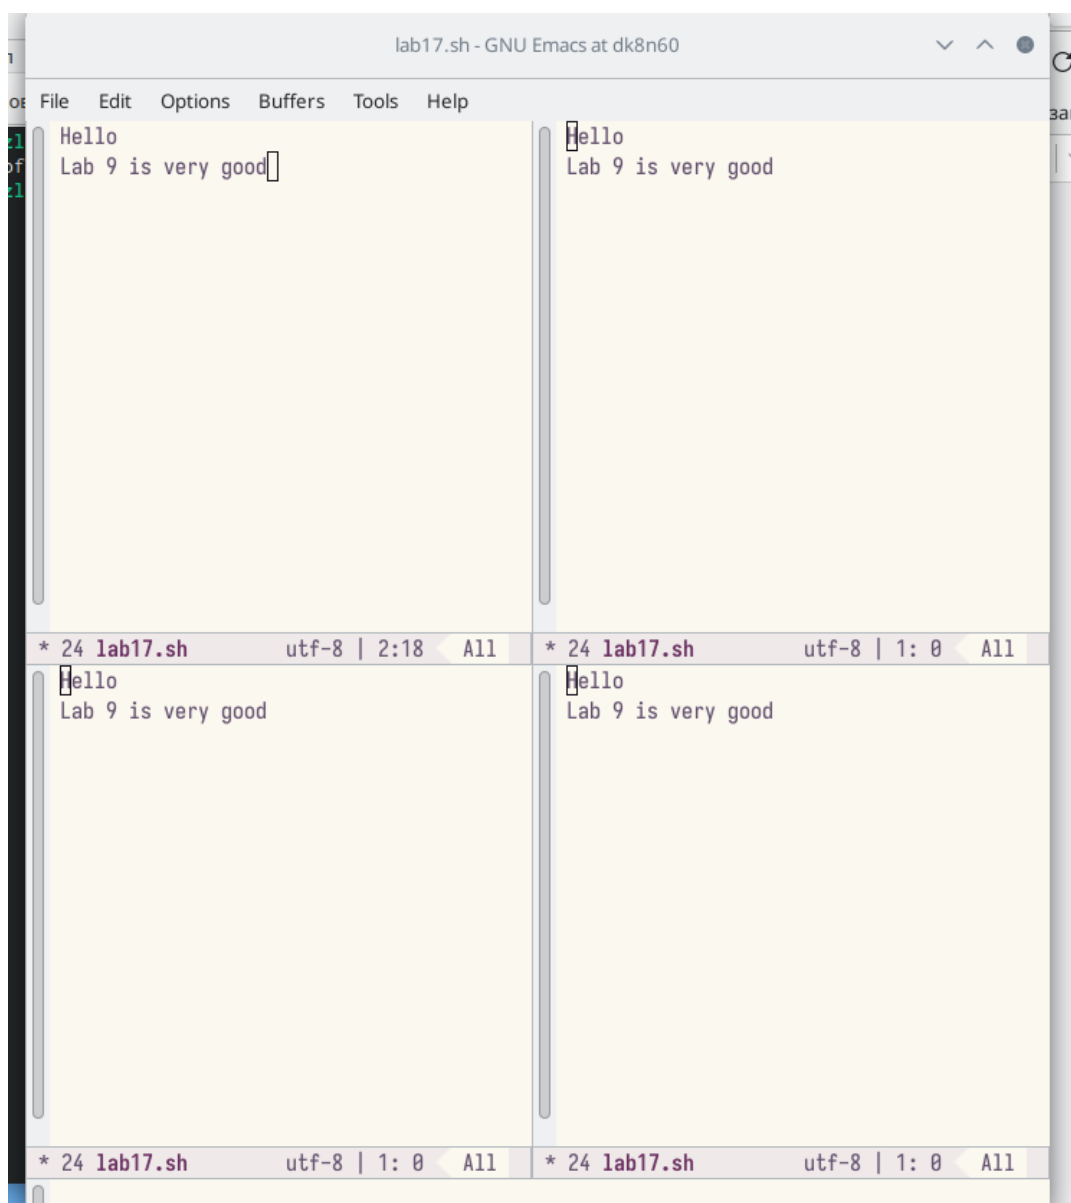 lab17.sh - GNU Emacs at dk8n60
File Edit Options Buffers Tools Help
Hello
Lab 9 is very good
* 24 lab17.sh utf-8 | 2:18 All
Hello
Lab 9 is very good
* 24 lab17.sh utf-8 | 1: 0 All
Hello
Lab 9 is very good
* 24 lab17.sh utf-8 | 1: 0 All
Hello
Lab 9 is very good
* 24 lab17.sh utf-8 | 1: 0 All